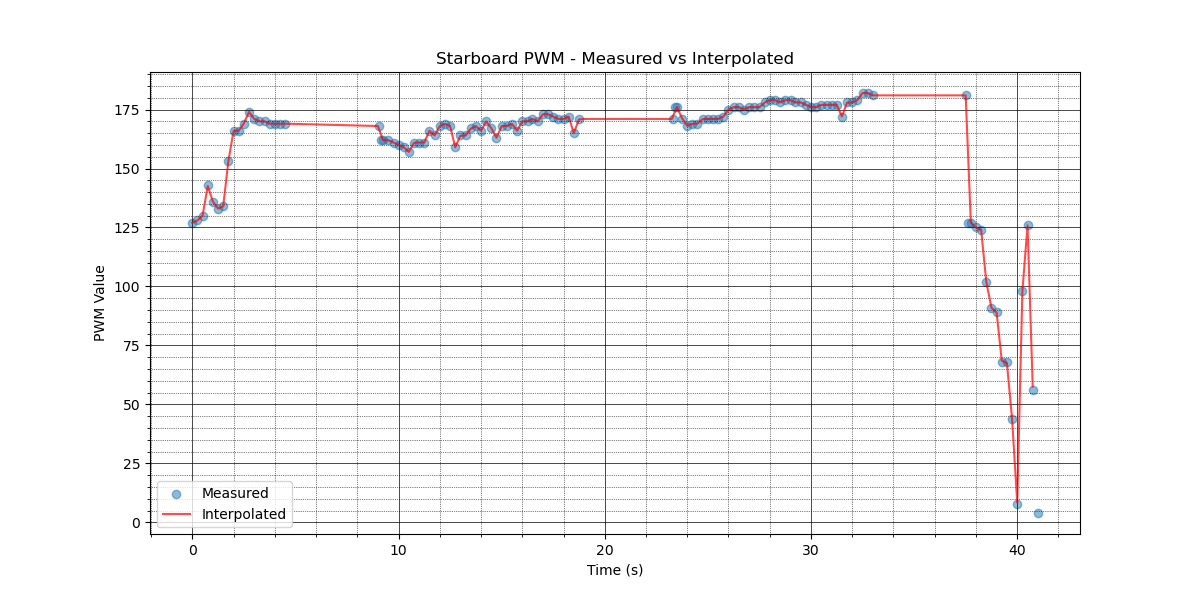 Starboard PWM - Measured vs Interpolated
PWM Value
175
150
125
100
75
50
25
0
Measured
Interpolated
0 10 20 30 40
Time (s)